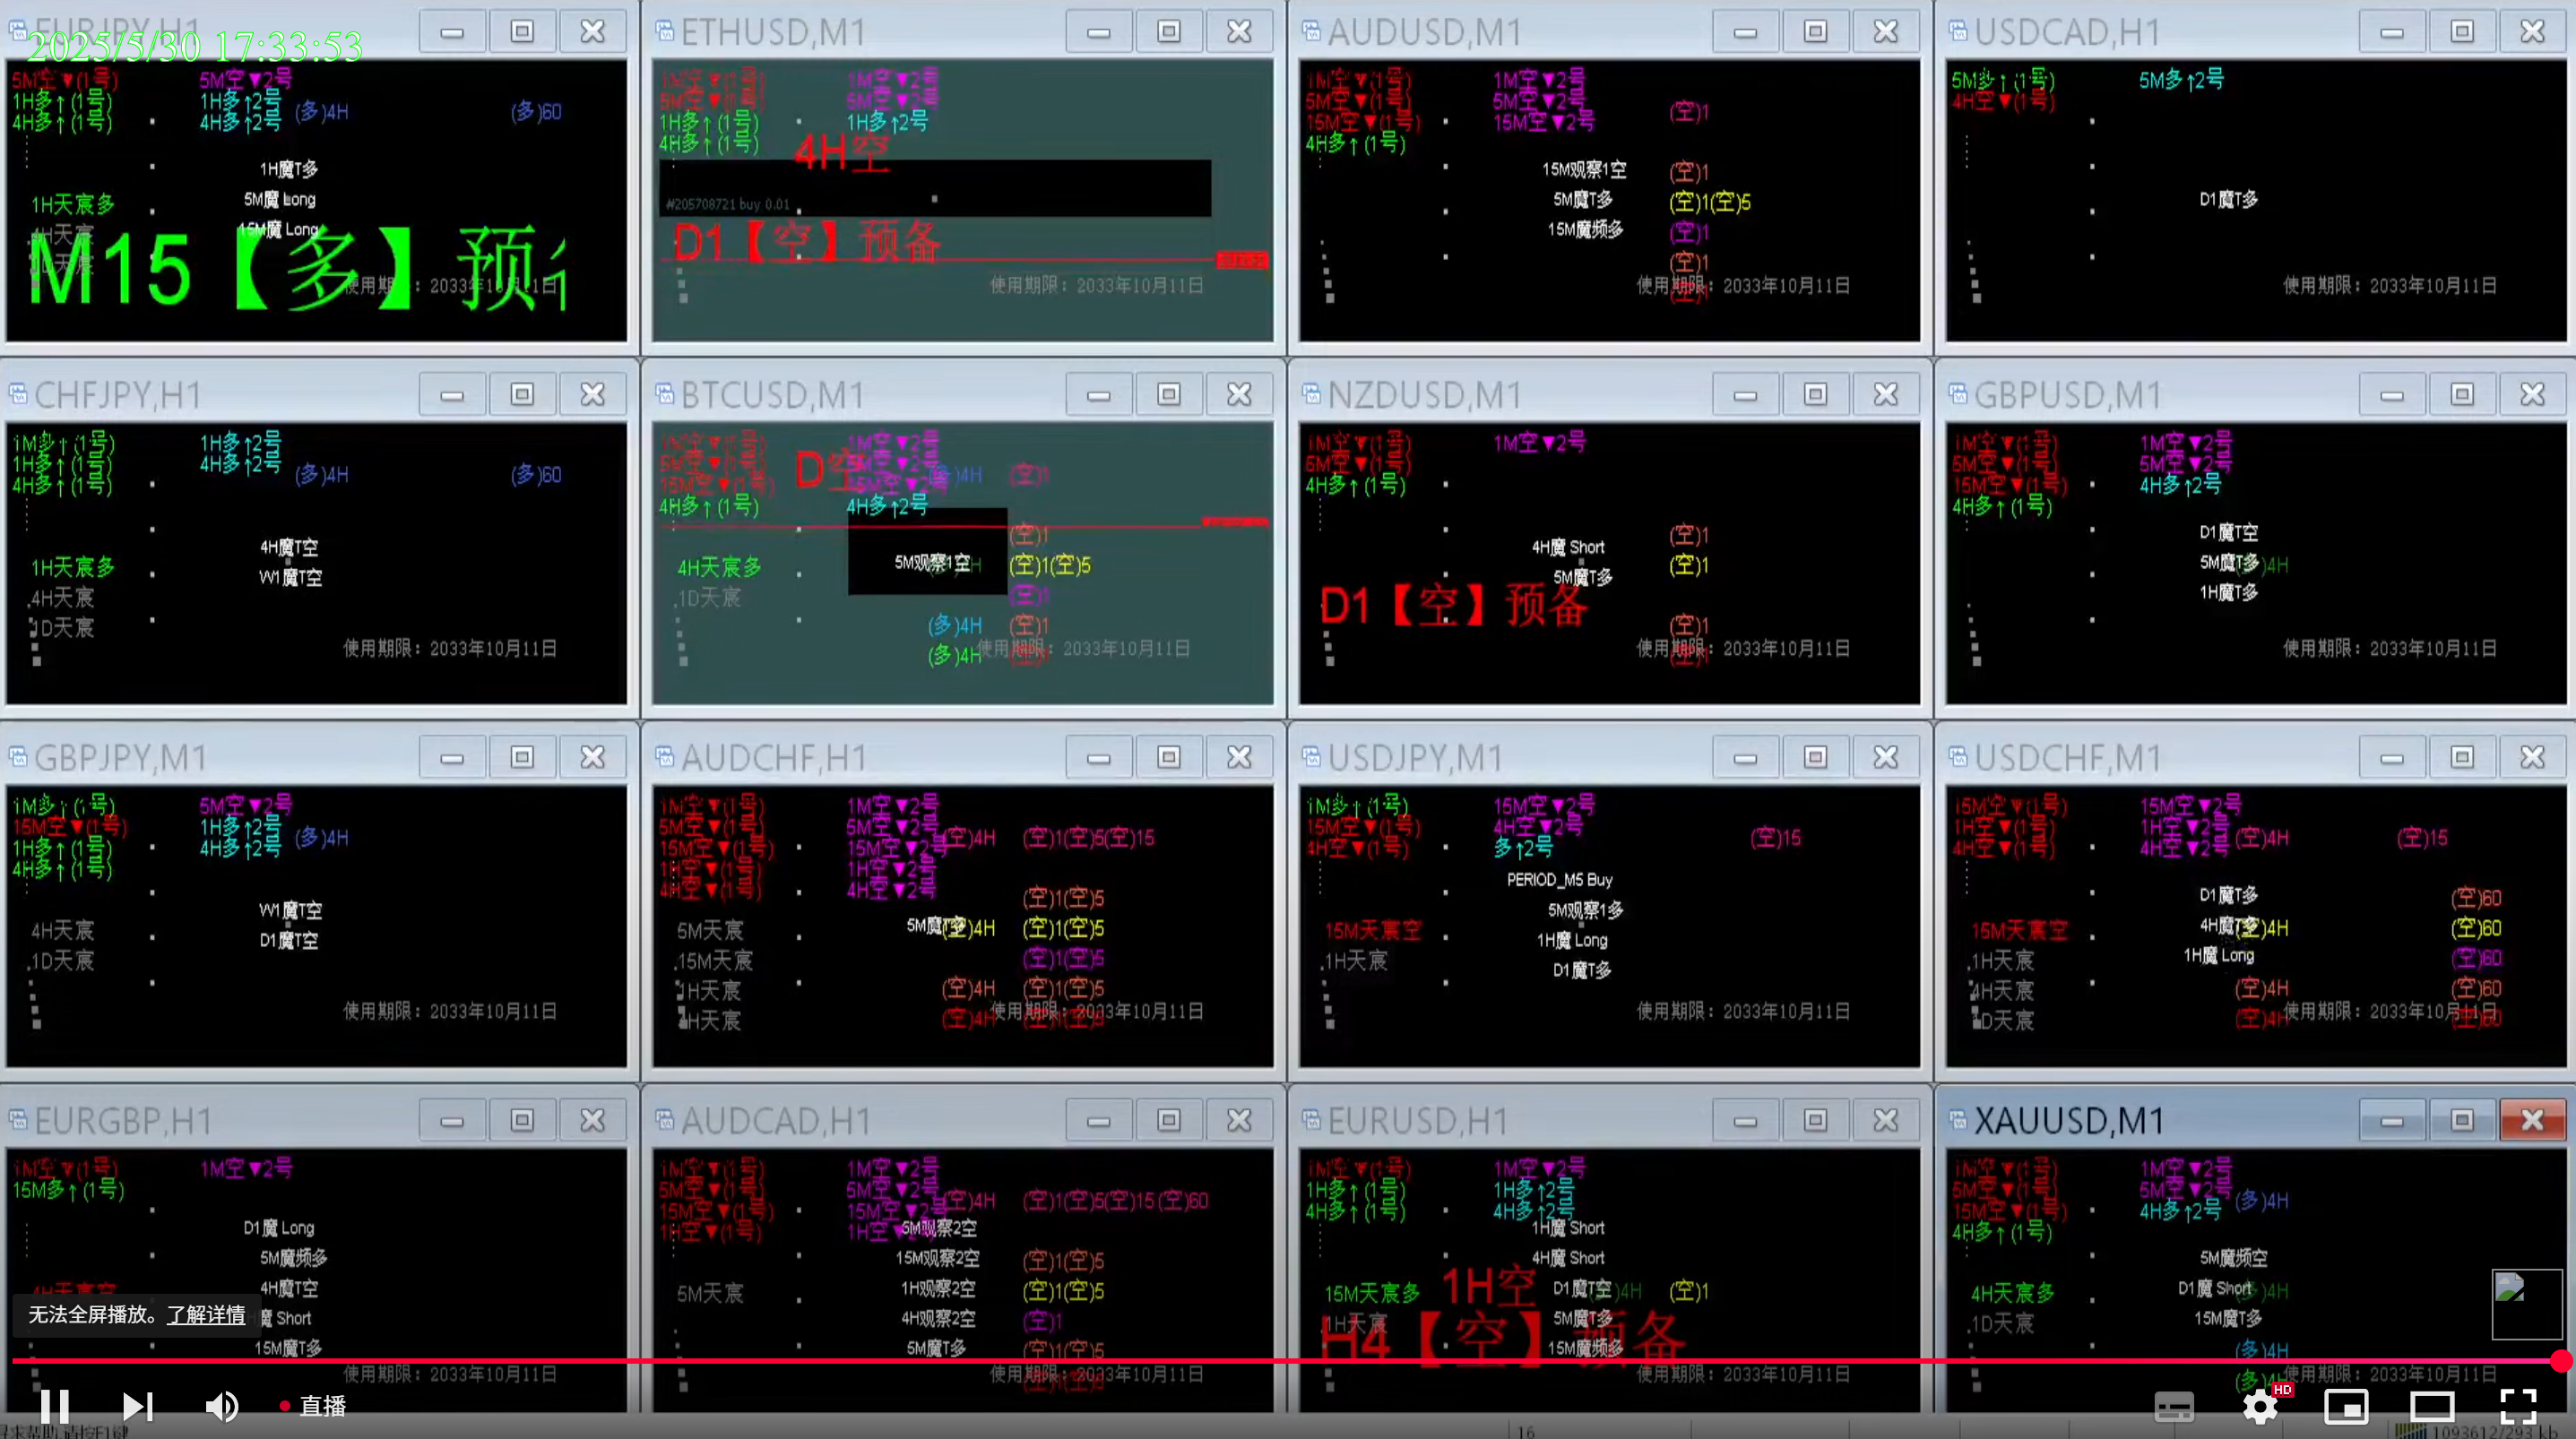 EURJPY,H1
2025/5/30 17:33:53
5M空▼(1号)
5M空▼2号
1H多↑(1号)
1H多↑2号
4H多↑(1号)
4H多↑2号
(多)4H
(多)60
1H魔T多
5M魔 Long
1H天宸多
15M魔 Long
4H天宸
M15【多】预
使用期限：2033年10月11日
ETHUSD,M1
1M空▼(1号)
1M空▼2号
5M空▼(1号)
5M空▼2号
1H多↑(1号)
1H多↑2号
4H多↑(1号)
4H空
#205708721 buy 0.01
D1【空】预备
使用期限：2033年10月11日
AUDUSD,M1
1M空▼(1号)
1M空▼2号
5M空▼(1号)
5M空▼2号
(空)1
15M空▼(1号)
15M空▼2号
4H多↑(1号)
15M观察1空
(空)1
5M魔T多
(空)1(空)5
15M魔频多
(空)1
(空)1
使用期限：2033年10月11日
USDCAD,H1
5M多↑(1号)
5M多↑2号
4H空▼(1号)
D1魔T多
使用期限：2033年10月11日
CHFJPY,H1
1M多↑(1号)
1H多↑2号
1H多↑(1号)
4H多↑2号
(多)4H
(多)60
4H多↑(1号)
4H魔T空
1H天宸多
W1魔T空
4H天宸
1D天宸
使用期限：2033年10月11日
BTCUSD,M1
1M空▼(1号)
1M空▼2号
5M空▼(1号)
D空
5M空▼2号
(多)4H
(空)1
15M空▼(1号)
15M空▼2号
4H多↑(1号)
4H多↑2号
(空)1
4H天宸多
5M观察1空
(空)1(空)5
1D天宸
(空)1
(多)4H
(空)1
(多)4H
使用期限：2033年10月11日
NZDUSD,M1
1M空▼(1号)
1M空▼2号
5M空▼(1号)
4H多↑(1号)
4H魔 Short
(空)1
5M魔T多
(空)1
D1【空】预备
(空)1
使用期限：2033年10月11日
GBPUSD,M1
1M空▼(1号)
1M空▼2号
5M空▼(1号)
5M空▼2号
15M空▼(1号)
4H多↑2号
4H多↑(1号)
D1魔T空
5M魔T多
1H魔T多
使用期限：2033年10月11日
GBPJPY,M1
1M多↑(1号)
5M空▼2号
15M空▼(1号)
1H多↑2号
(多)4H
1H多↑(1号)
4H多↑2号
4H多↑(1号)
W1魔T空
4H天宸
D1魔T空
1D天宸
使用期限：2033年10月11日
AUDCHF,H1
1M空▼(1号)
1M空▼2号
5M空▼(1号)
5M空▼2号
(空)4H
(空)1(空)5(空)15
15M空▼(1号)
15M空▼2号
1H空▼(1号)
1H空▼2号
4H空▼(1号)
4H空▼2号
(空)1(空)5
5M天宸
5M魔T多
(空)4H
(空)1(空)5
15M天宸
(空)1(空)5
1H天宸
(空)4H
(空)1(空)5
4H天宸
(空)4H
使用期限：2033年10月11日
USDJPY,M1
1M多↑(1号)
15M空▼2号
15M空▼(1号)
4H空▼2号
(空)15
4H空▼(1号)
多↑2号
PERIOD_M5 Buy
5M观察1多
15M天宸空
1H魔 Long
1H天宸
D1魔T多
使用期限：2033年10月11日
USDCHF,M1
15M空▼(1号)
15M空▼2号
1H空▼(1号)
1H空▼2号
(空)4H
(空)15
4H空▼(1号)
4H空▼2号
D1魔T多
(空)60
15M天宸空
4H魔T多
(空)4H
(空)60
1H天宸
1H魔 Long
(空)60
4H天宸
(空)4H
(空)60
1D天宸
(空)4H
使用期限：2033年10月11日
EURGBP,H1
1M空▼(1号)
1M空▼2号
15M多↑(1号)
D1魔 Long
5M魔频多
4H天宸空
4H魔T空
无法全屏播放。了解详情
魔 Short
15M魔T多
使用期限：2033年10月11日
AUDCAD,H1
1M空▼(1号)
1M空▼2号
5M空▼(1号)
5M空▼2号
(空)4H
(空)1(空)5(空)15(空)60
15M空▼(1号)
15M空▼2号
1H空▼(1号)
1H空▼2号
5M观察2空
15M观察2空
(空)1(空)5
5M天宸
1H观察2空
(空)1(空)5
4H观察2空
(空)1
5M魔T多
(空)1(空)5
使用期限：2033年10月11日
EURUSD,H1
1M空▼(1号)
1M空▼2号
1H多↑(1号)
1H多↑2号
4H多↑(1号)
4H多↑2号
1H魔 Short
4H魔 Short
1H空
15M天宸多
D1魔T空
(空)1
1H天宸
5M魔T多
H4【空】预备
15M魔频多
使用期限：2033年10月11日
XAUUSD,M1
1M空▼(1号)
1M空▼2号
5M空▼(1号)
5M空▼2号
(多)4H
15M空▼(1号)
4H多↑2号
4H多↑(1号)
5M魔频空
4H天宸多
D1魔 Short
1D天宸
15M魔T多
(多)4H
使用期限：2033年10月11日
直播
HD
16
1093612/293 kb